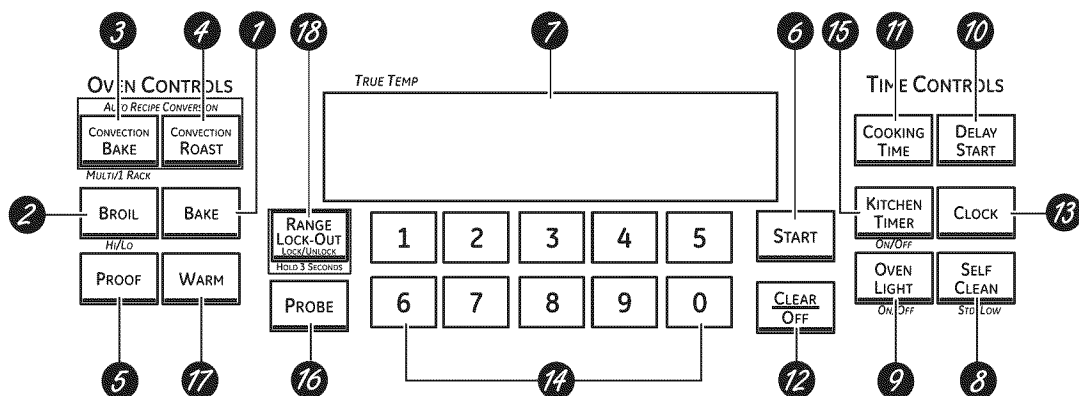 3 4 1 18 7 6 15 11 10
OVEN CONTROLS
AUTO RECIPE CONVERSION
CONVECTION
BAKE
CONVECTION
ROAST
MULTI/1 RACK
2
BROIL
BAKE
HI/LO
PROOF
WARM
5
17
TRUE TEMP
RANGE
LOCK-OUT
LOCK/UNLOCK
HOLD 3 SECONDS
PROBE
16
1 2 3 4 5
6 7 8 9 0
14
START
CLEAR
OFF
12
TIME CONTROLS
COOKING
TIME
DELAY
START
KITCHEN
TIMER
ON/OFF
CLOCK
13
OVEN
LIGHT
ON/OFF
SELF
CLEAN
STD/LOW
9
8